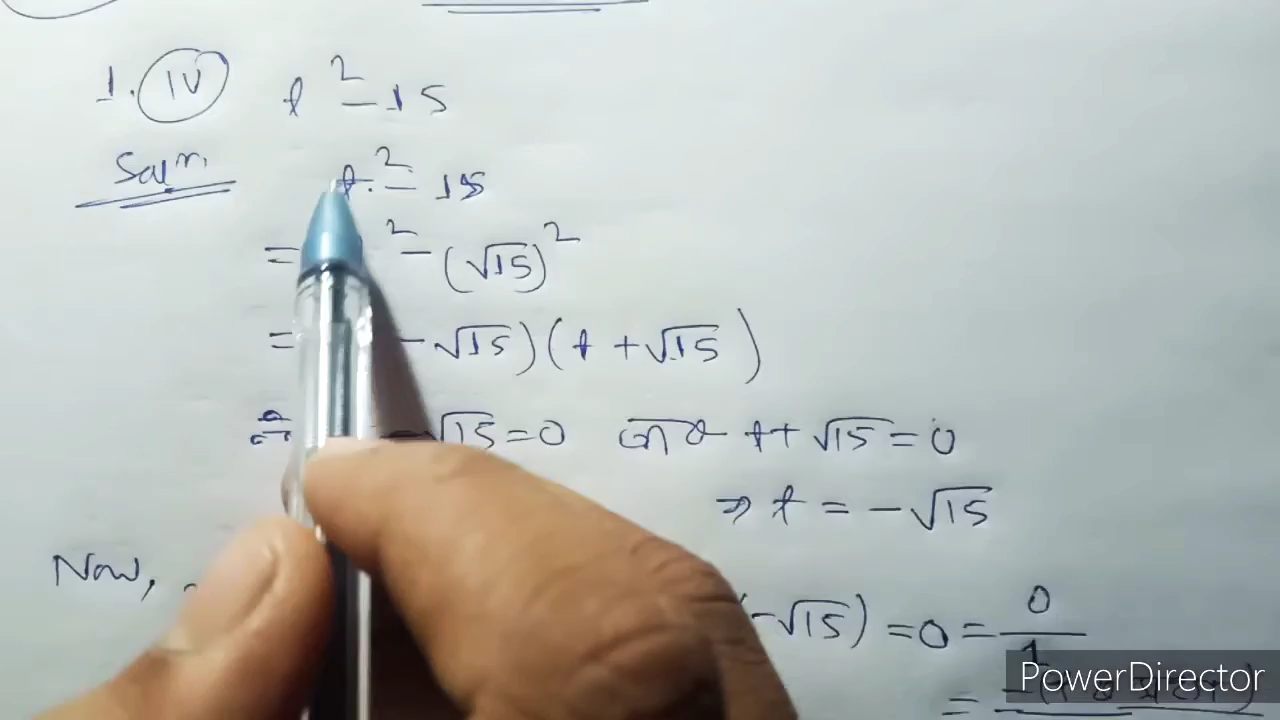 1. (iv) t² - 15
Solⁿ.
t² - 15
= ² - (√15)²
= - √15)(t + √15)
- √15 = 0 t + √15 = 0
⇒ t = -√15
Now,
(-√15) = 0 = 0/1
= -(
PowerDirector